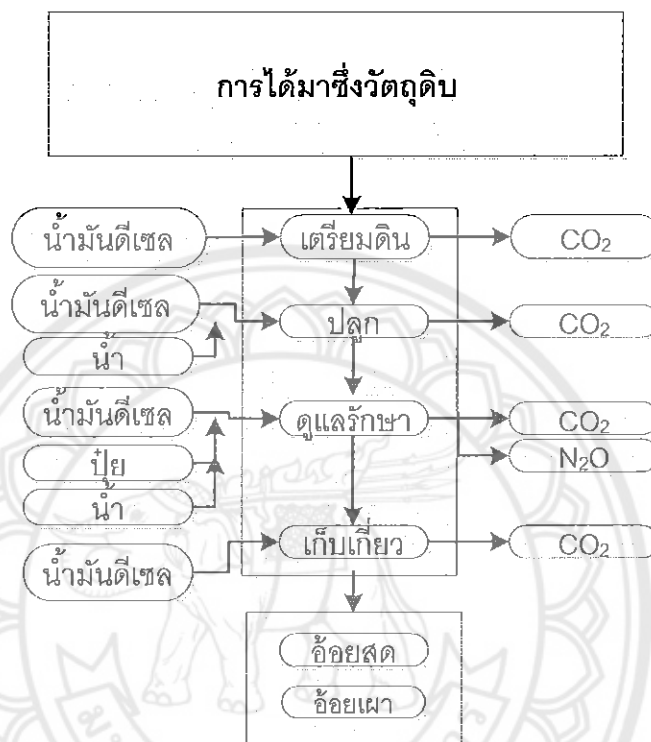 การได้มาซึ่งวัตถุดิบ
น้ำมันดีเซล เตรียมดิน CO₂
น้ำมันดีเซล ปลูก CO₂
น้ำ
น้ำมันดีเซล ดูแลรักษา CO₂
ปุ๋ย N₂O
น้ำ
น้ำมันดีเซล เก็บเกี่ยว CO₂
อ้อยสด
อ้อยเผา